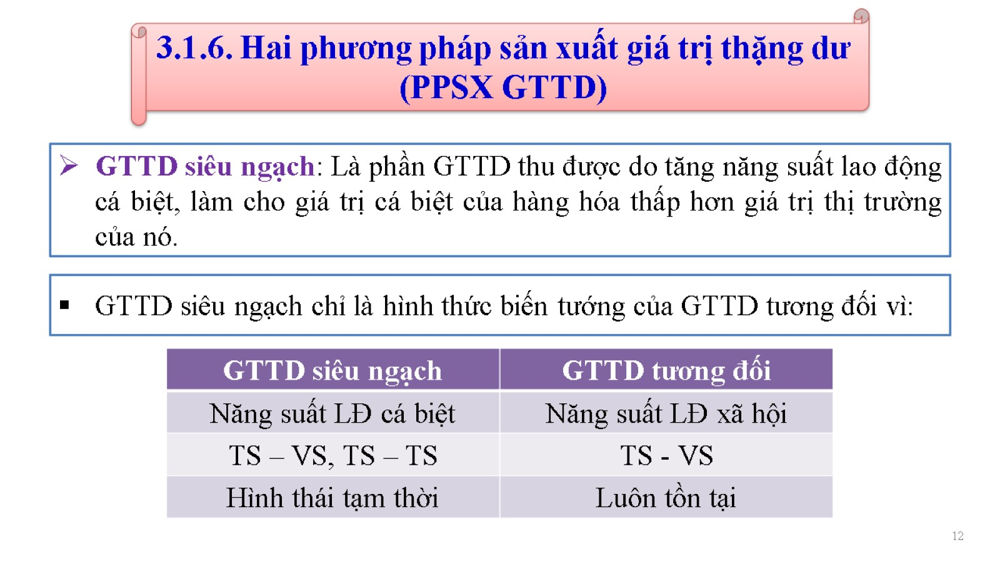 3.1.6. Hai phương pháp sản xuất giá trị thặng dư
(PPSX GTTD)
➢ GTTD siêu ngạch: Là phần GTTD thu được do tăng năng suất lao động
cá biệt, làm cho giá trị cá biệt của hàng hóa thấp hơn giá trị thị trường
của nó.
▪ GTTD siêu ngạch chỉ là hình thức biến tướng của GTTD tương đối vì:
GTTD siêu ngạch GTTD tương đối
Năng suất LĐ cá biệt Năng suất LĐ xã hội
TS – VS, TS – TS TS - VS
Hình thái tạm thời Luôn tồn tại
12